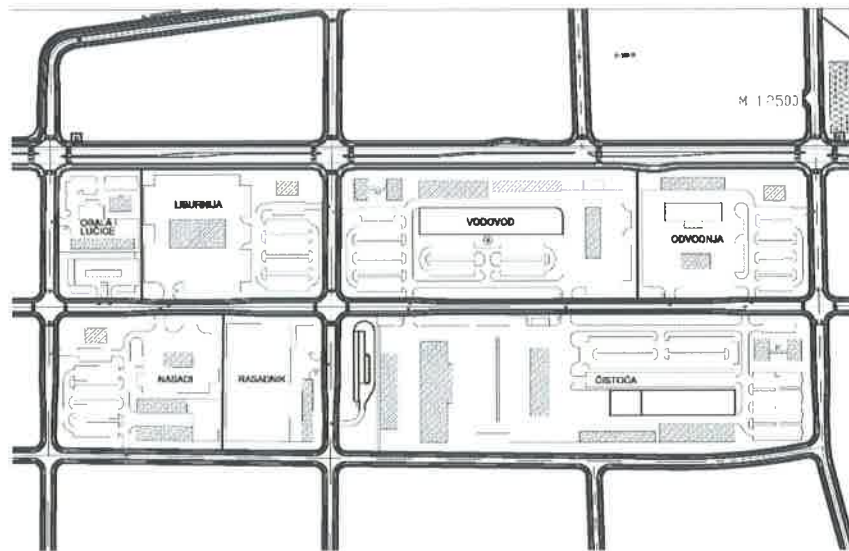 M 1:2500
LIBURNIJA
OBALA I
LUČICE
VODOVOD
ODVODNJA
NASADI
RASADNIK
ČISTOĆA